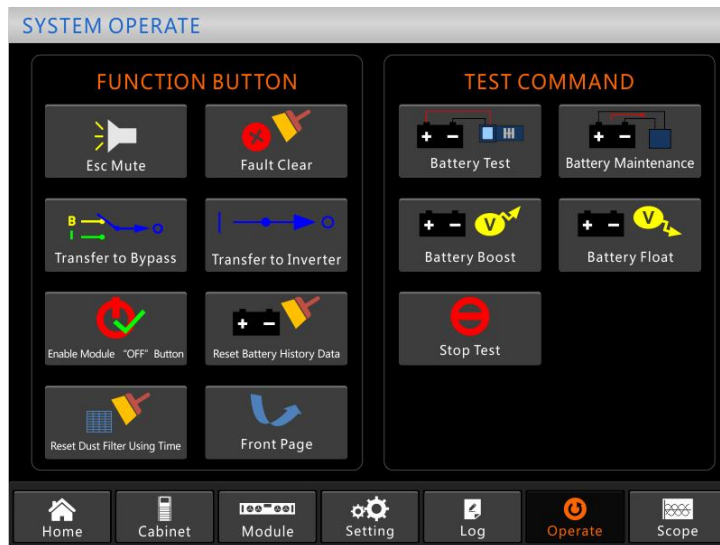 SYSTEM OPERATE
FUNCTION BUTTON
Esc Mute
Fault Clear
B
I
Transfer to Bypass
Transfer to Inverter
Enable Module “OFF” Button
Reset Battery History Data
Reset Dust Filter Using Time
Front Page
TEST COMMAND
Battery Test
Battery Maintenance
V
Battery Boost
V
Battery Float
Stop Test
Home
Cabinet
Module
Setting
Log
Operate
Scope